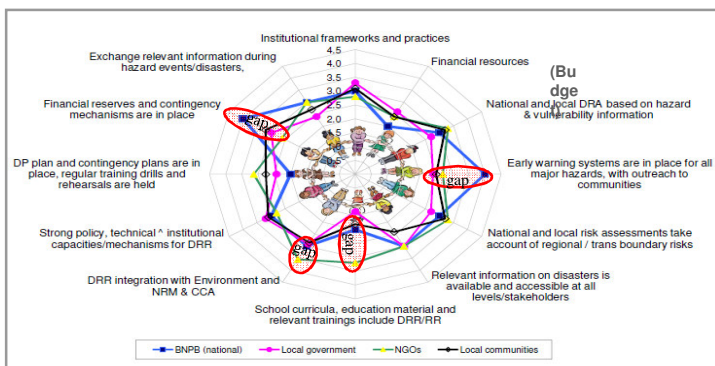 Institutional frameworks and practices
4,5
4,0
3,5
3,0
2,5
2,0
1,5
Financial resources
(Bu
dge
National and local DRA based on hazard
& vulnerability information
Early warning systems are in place for all
major hazards, with outreach to
communities
gap
National and local risk assessments take
account of regional / trans boundary risks
Relevant information on disasters is
available and accessible at all
levels/stakeholders
School curricula, education material and
relevant trainings include DRR/RR
gap
DRR integration with Environment and
NRM & CCA
gap
Strong policy, technical ^ institutional
capacities/mechanisms for DRR
DP plan and contingency plans are in
place, regular training drills and
rehearsals are held
Financial reserves and contingency
mechanisms are in place
gap
Exchange relevant information during
hazard events/disasters,
BNPB (national)
Local government
NGOs
Local communities